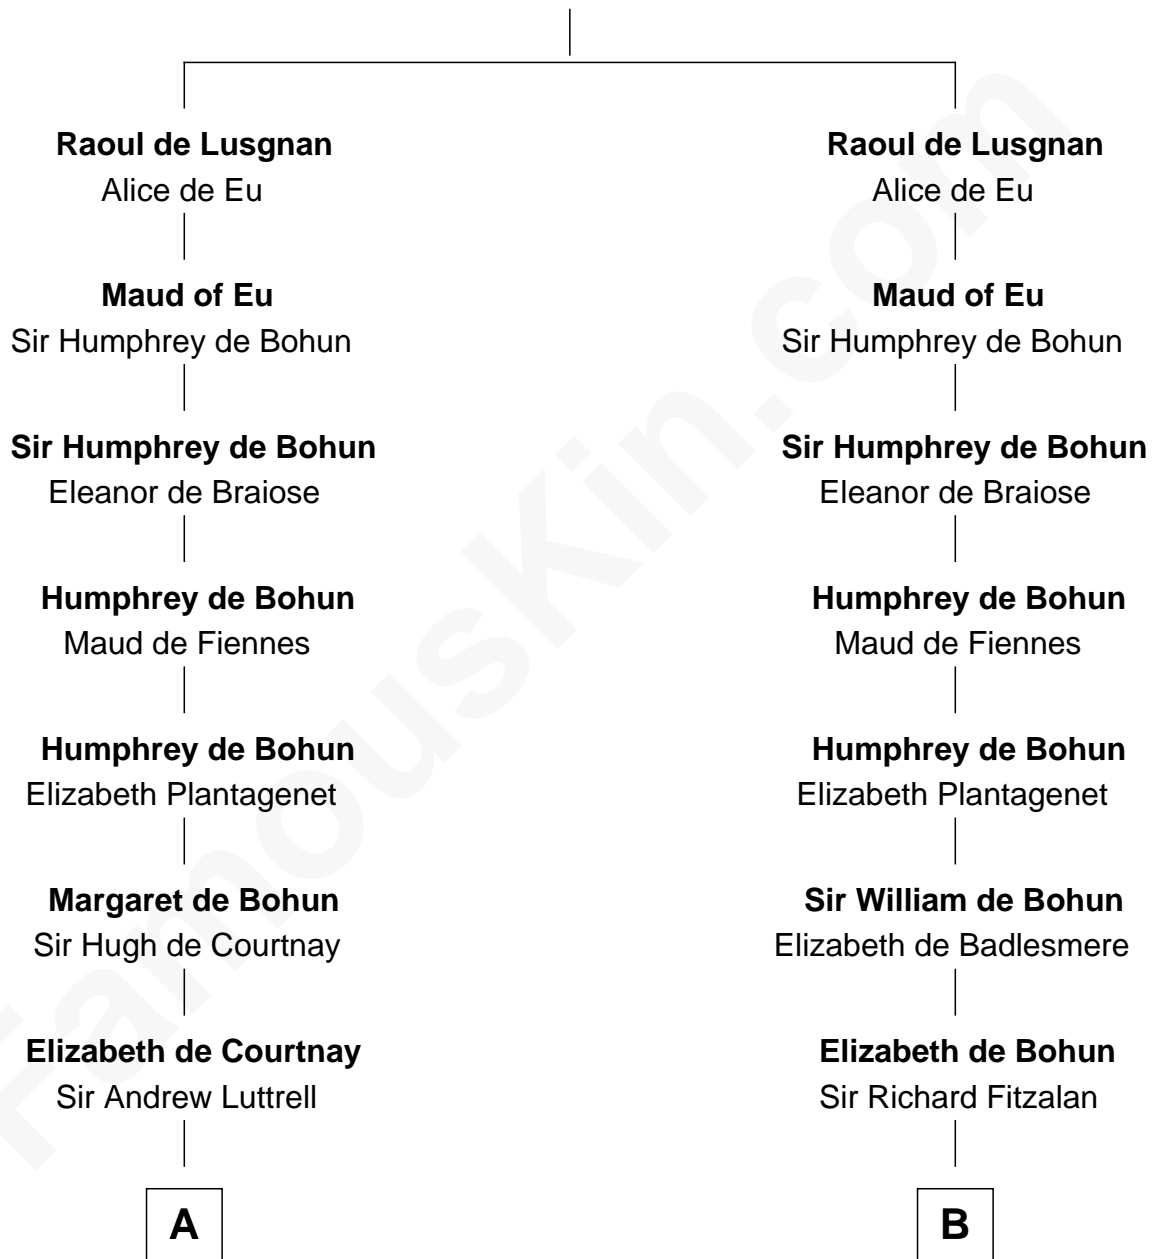 Raoul de Lusgnan
Alice de Eu
Maud of Eu
Sir Humphrey de Bohun
Sir Humphrey de Bohun
Eleanor de Braiose
Humphrey de Bohun
Maud de Fiennes
Humphrey de Bohun
Elizabeth Plantagenet
Margaret de Bohun
Sir Hugh de Courtnay
Elizabeth de Courtnay
Sir Andrew Luttrell
A
Raoul de Lusgnan
Alice de Eu
Maud of Eu
Sir Humphrey de Bohun
Sir Humphrey de Bohun
Eleanor de Braiose
Humphrey de Bohun
Maud de Fiennes
Humphrey de Bohun
Elizabeth Plantagenet
Sir William de Bohun
Elizabeth de Badlesmere
Elizabeth de Bohun
Sir Richard Fitzalan
B
FamousKin.com